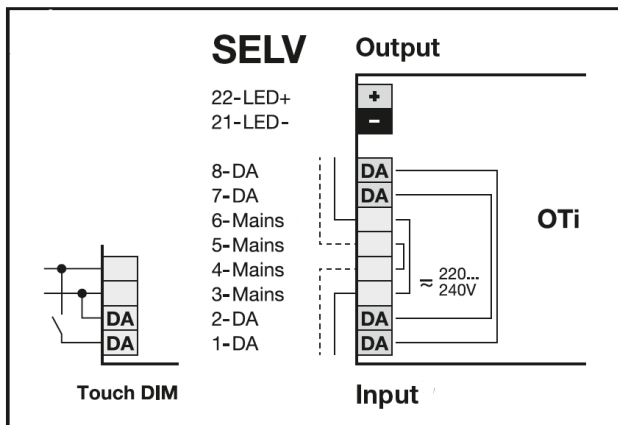 SELV
Output
22-LED+
+
21-LED-
-
8-DA
DA
7-DA
DA
6-Mains
OTi
5-Mains
4-Mains
≂ 220...
240V
3-Mains
2-DA
DA
DA
1-DA
DA
DA
Touch DIM
Input